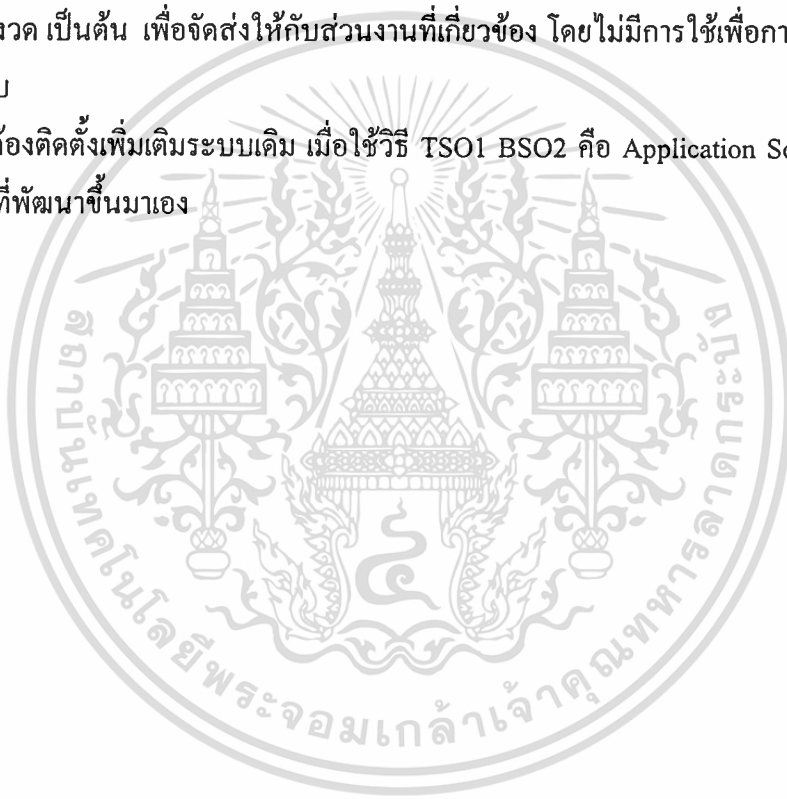 งวด เป็นต้น เพื่อจัดส่งให้กับส่วนงานที่เกี่ยวข้อง โดยไม่มีการใช้เพื่อกา
บ
้องติดตั้งเพิ่มเติมระบบเดิม เมื่อใช้วิธี TSO1 BSO2 คือ Application So
ที่พัฒนาขึ้นมาเอง
สถาบันเทคโนโลยีพระจอมเกล้าเจ้าคุณทหารลาดกระบัง